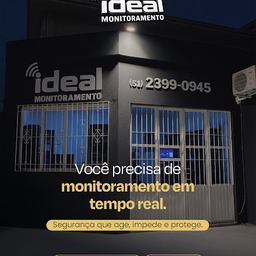 ideal
MONITORAMENTO
ideal
MONITORAMENTO
(51) 2399-0945
Você precisa de
monitoramento em
tempo real.
Segurança que age, impede e protege.